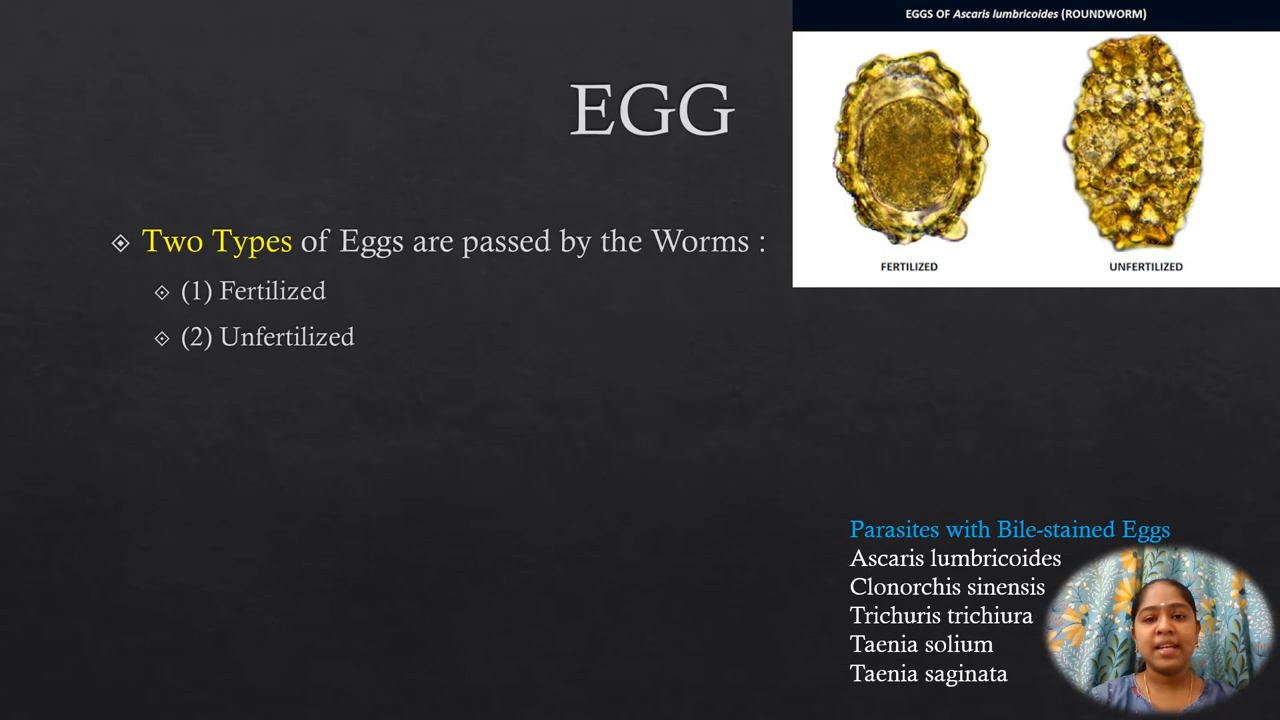 EGGS OF Ascaris lumbricoides (ROUNDWORM)
EGG
FERTILIZED
UNFERTILIZED
Two Types of Eggs are passed by the Worms :
(1) Fertilized
(2) Unfertilized
Parasites with Bile-stained Eggs
Ascaris lumbricoides
Clonorchis sinensis
Trichuris trichiura
Taenia solium
Taenia saginata